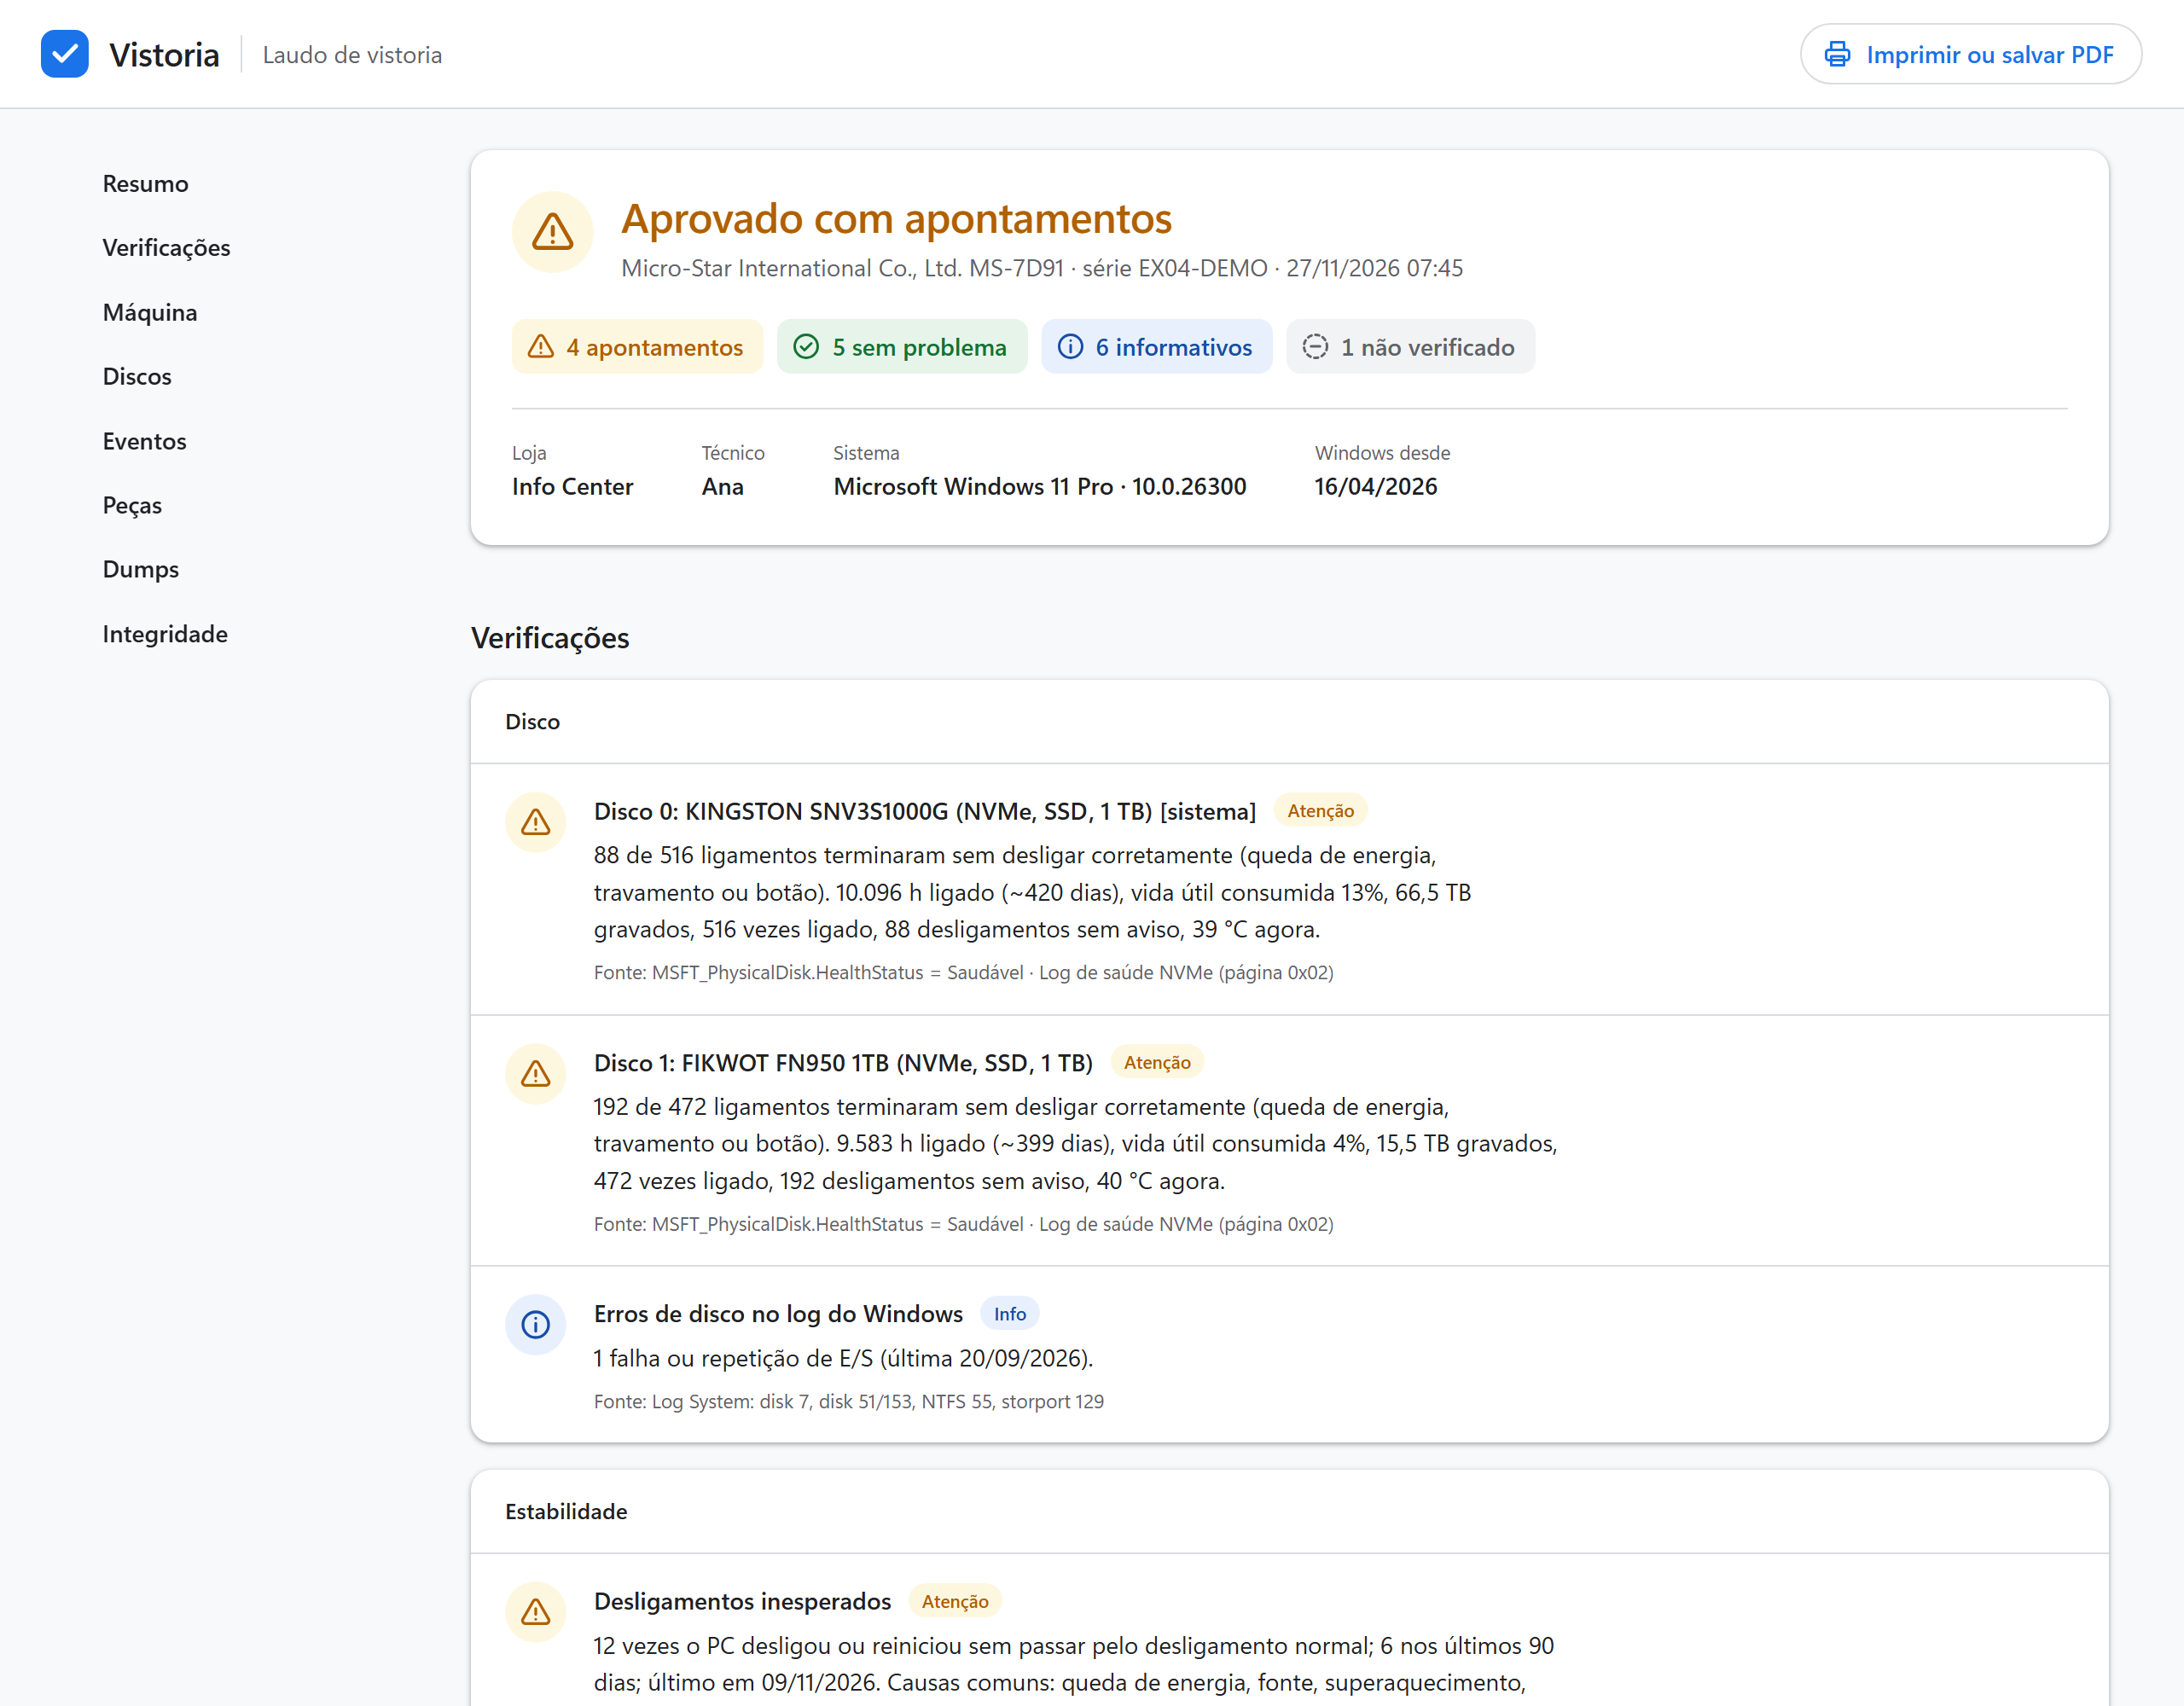 Vistoria
Laudo de vistoria
Imprimir ou salvar PDF
Resumo
Verificações
Máquina
Discos
Eventos
Peças
Dumps
Integridade
Aprovado com apontamentos
Micro-Star International Co., Ltd. MS-7D91 · série EX04-DEMO · 27/11/2026 07:45
4 apontamentos
5 sem problema
6 informativos
1 não verificado
Loja
Info Center
Técnico
Ana
Sistema
Microsoft Windows 11 Pro · 10.0.26300
Windows desde
16/04/2026
Verificações
Disco
Disco 0: KINGSTON SNV3S1000G (NVMe, SSD, 1 TB) [sistema] Atenção
88 de 516 ligamentos terminaram sem desligar corretamente (queda de energia,
travamento ou botão). 10.096 h ligado (~420 dias), vida útil consumida 13%, 66,5 TB
gravados, 516 vezes ligado, 88 desligamentos sem aviso, 39 °C agora.
Fonte: MSFT_PhysicalDisk.HealthStatus = Saudável · Log de saúde NVMe (página 0x02)
Disco 1: FIKWOT FN950 1TB (NVMe, SSD, 1 TB) Atenção
192 de 472 ligamentos terminaram sem desligar corretamente (queda de energia,
travamento ou botão). 9.583 h ligado (~399 dias), vida útil consumida 4%, 15,5 TB gravados,
472 vezes ligado, 192 desligamentos sem aviso, 40 °C agora.
Fonte: MSFT_PhysicalDisk.HealthStatus = Saudável · Log de saúde NVMe (página 0x02)
Erros de disco no log do Windows Info
1 falha ou repetição de E/S (última 20/09/2026).
Fonte: Log System: disk 7, disk 51/153, NTFS 55, storport 129
Estabilidade
Desligamentos inesperados Atenção
12 vezes o PC desligou ou reiniciou sem passar pelo desligamento normal; 6 nos últimos 90
dias; último em 09/11/2026. Causas comuns: queda de energia, fonte, superaquecimento,